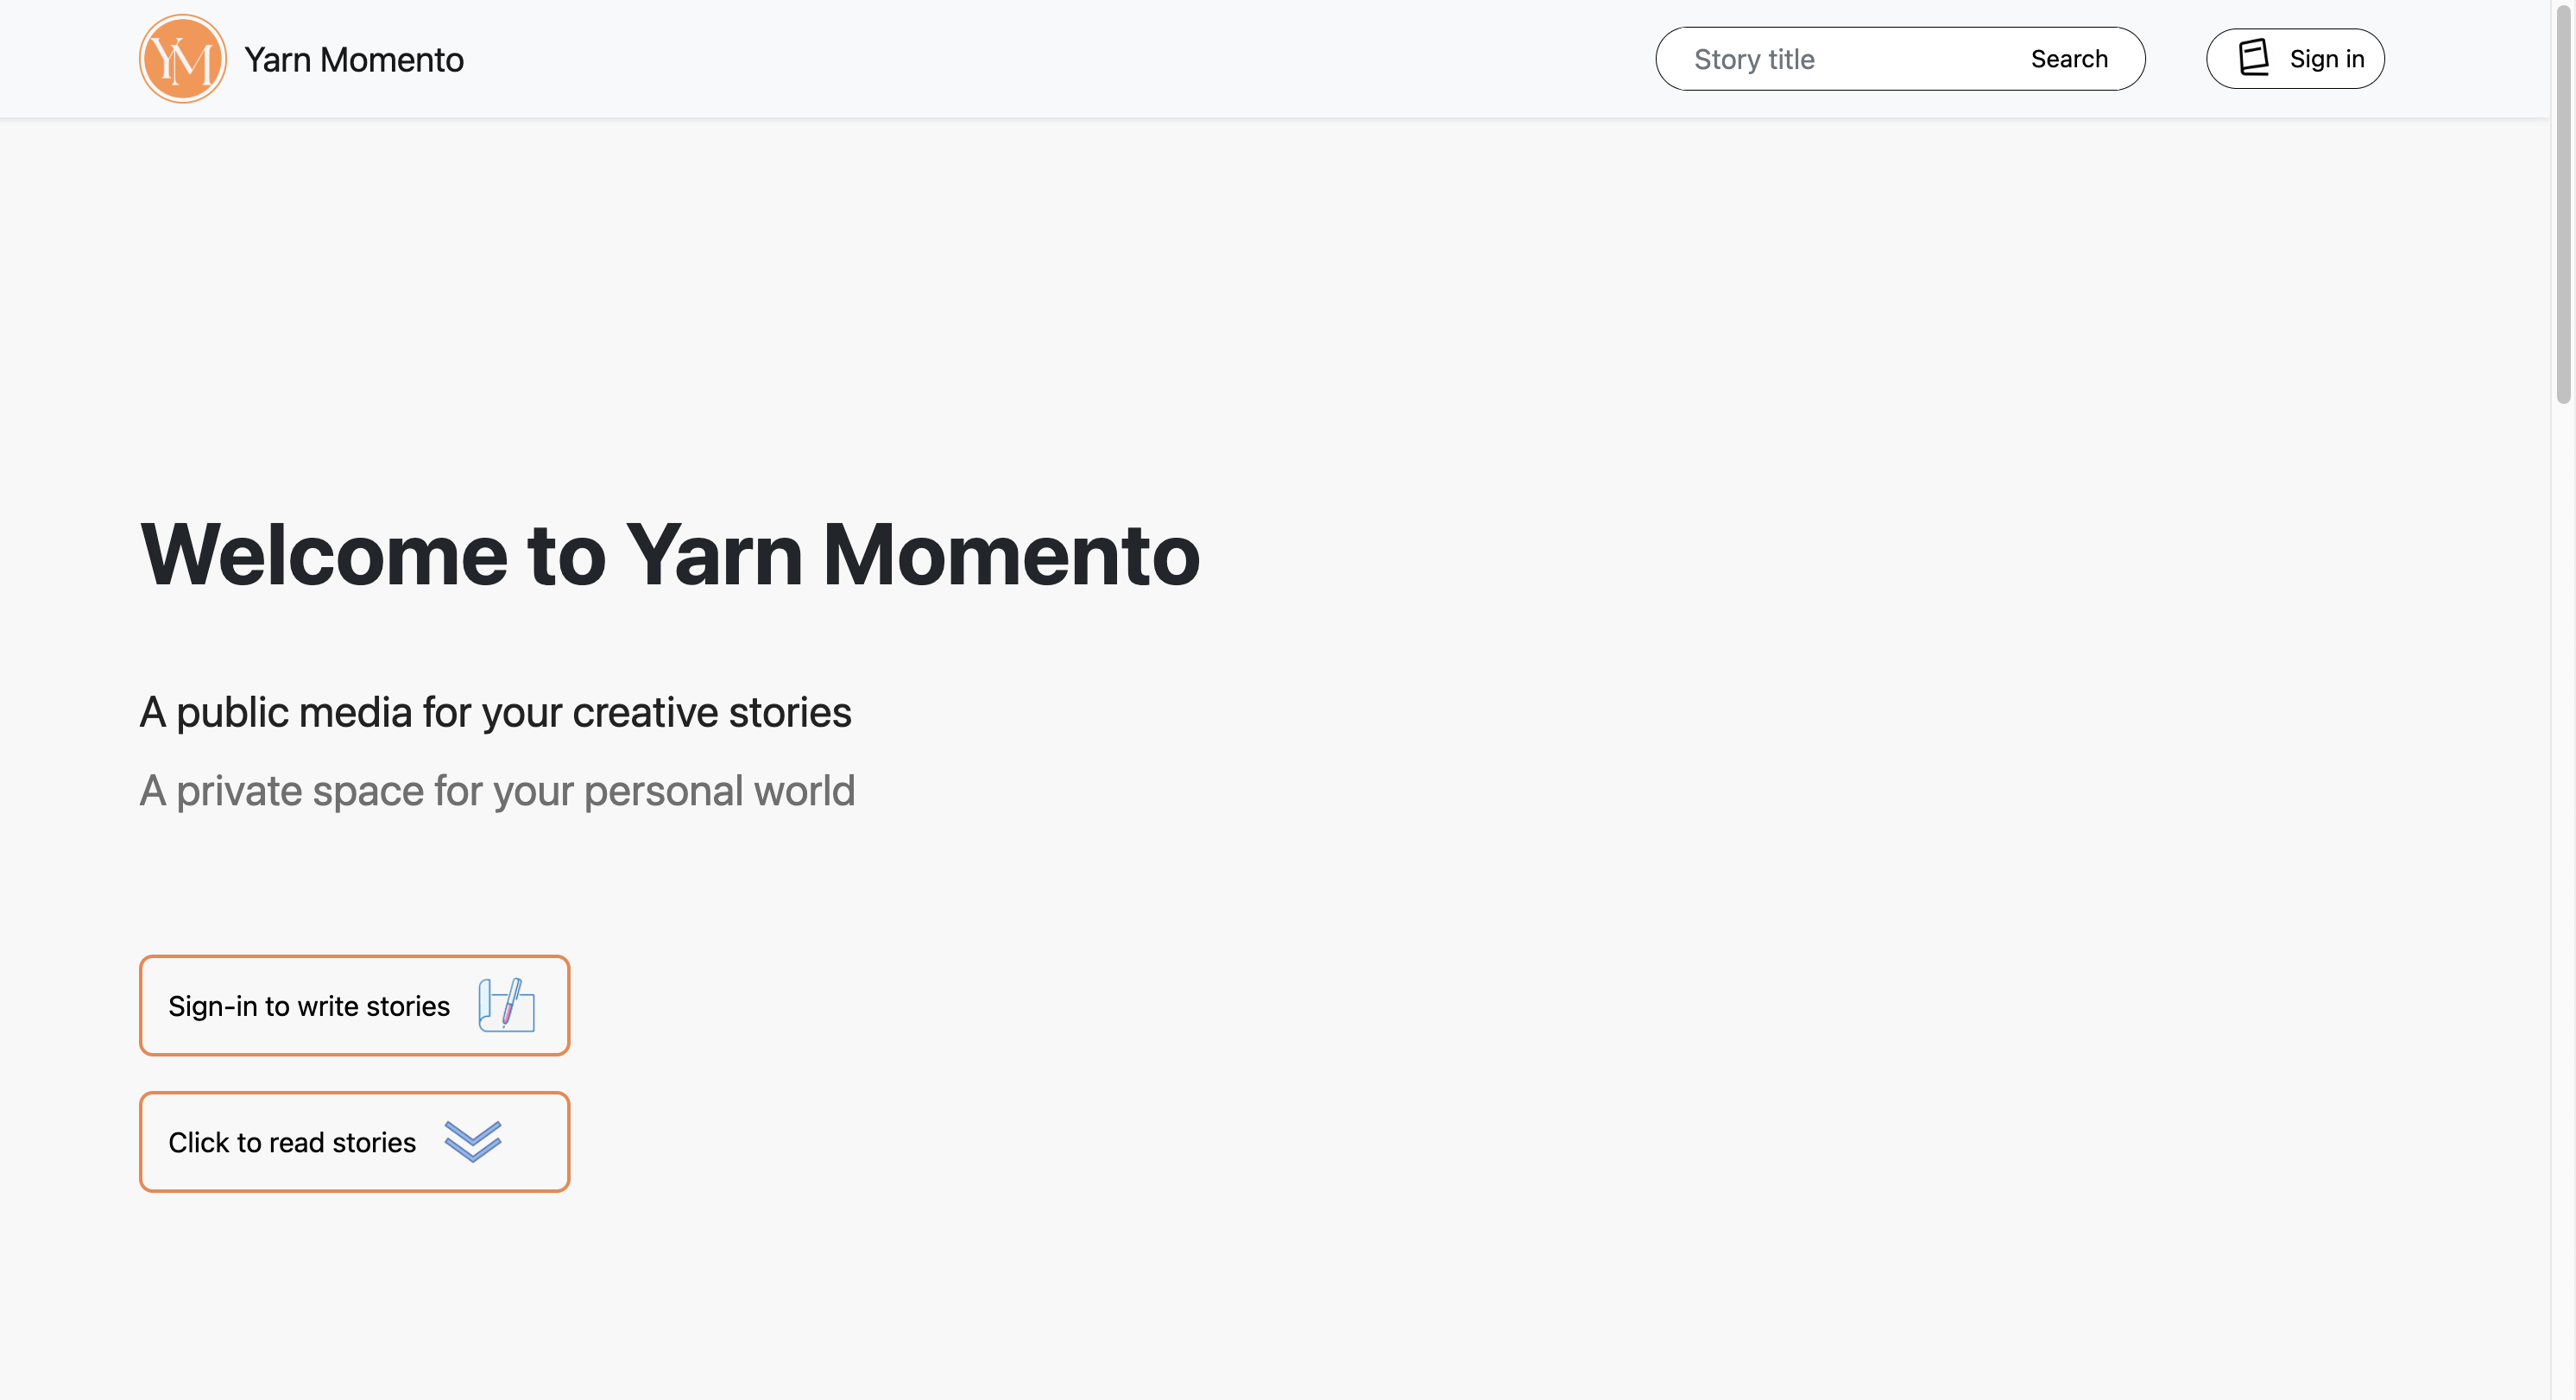 YM Yarn Momento
Story title Search Sign in
Welcome to Yarn Momento
A public media for your creative stories
A private space for your personal world
Sign-in to write stories
Click to read stories